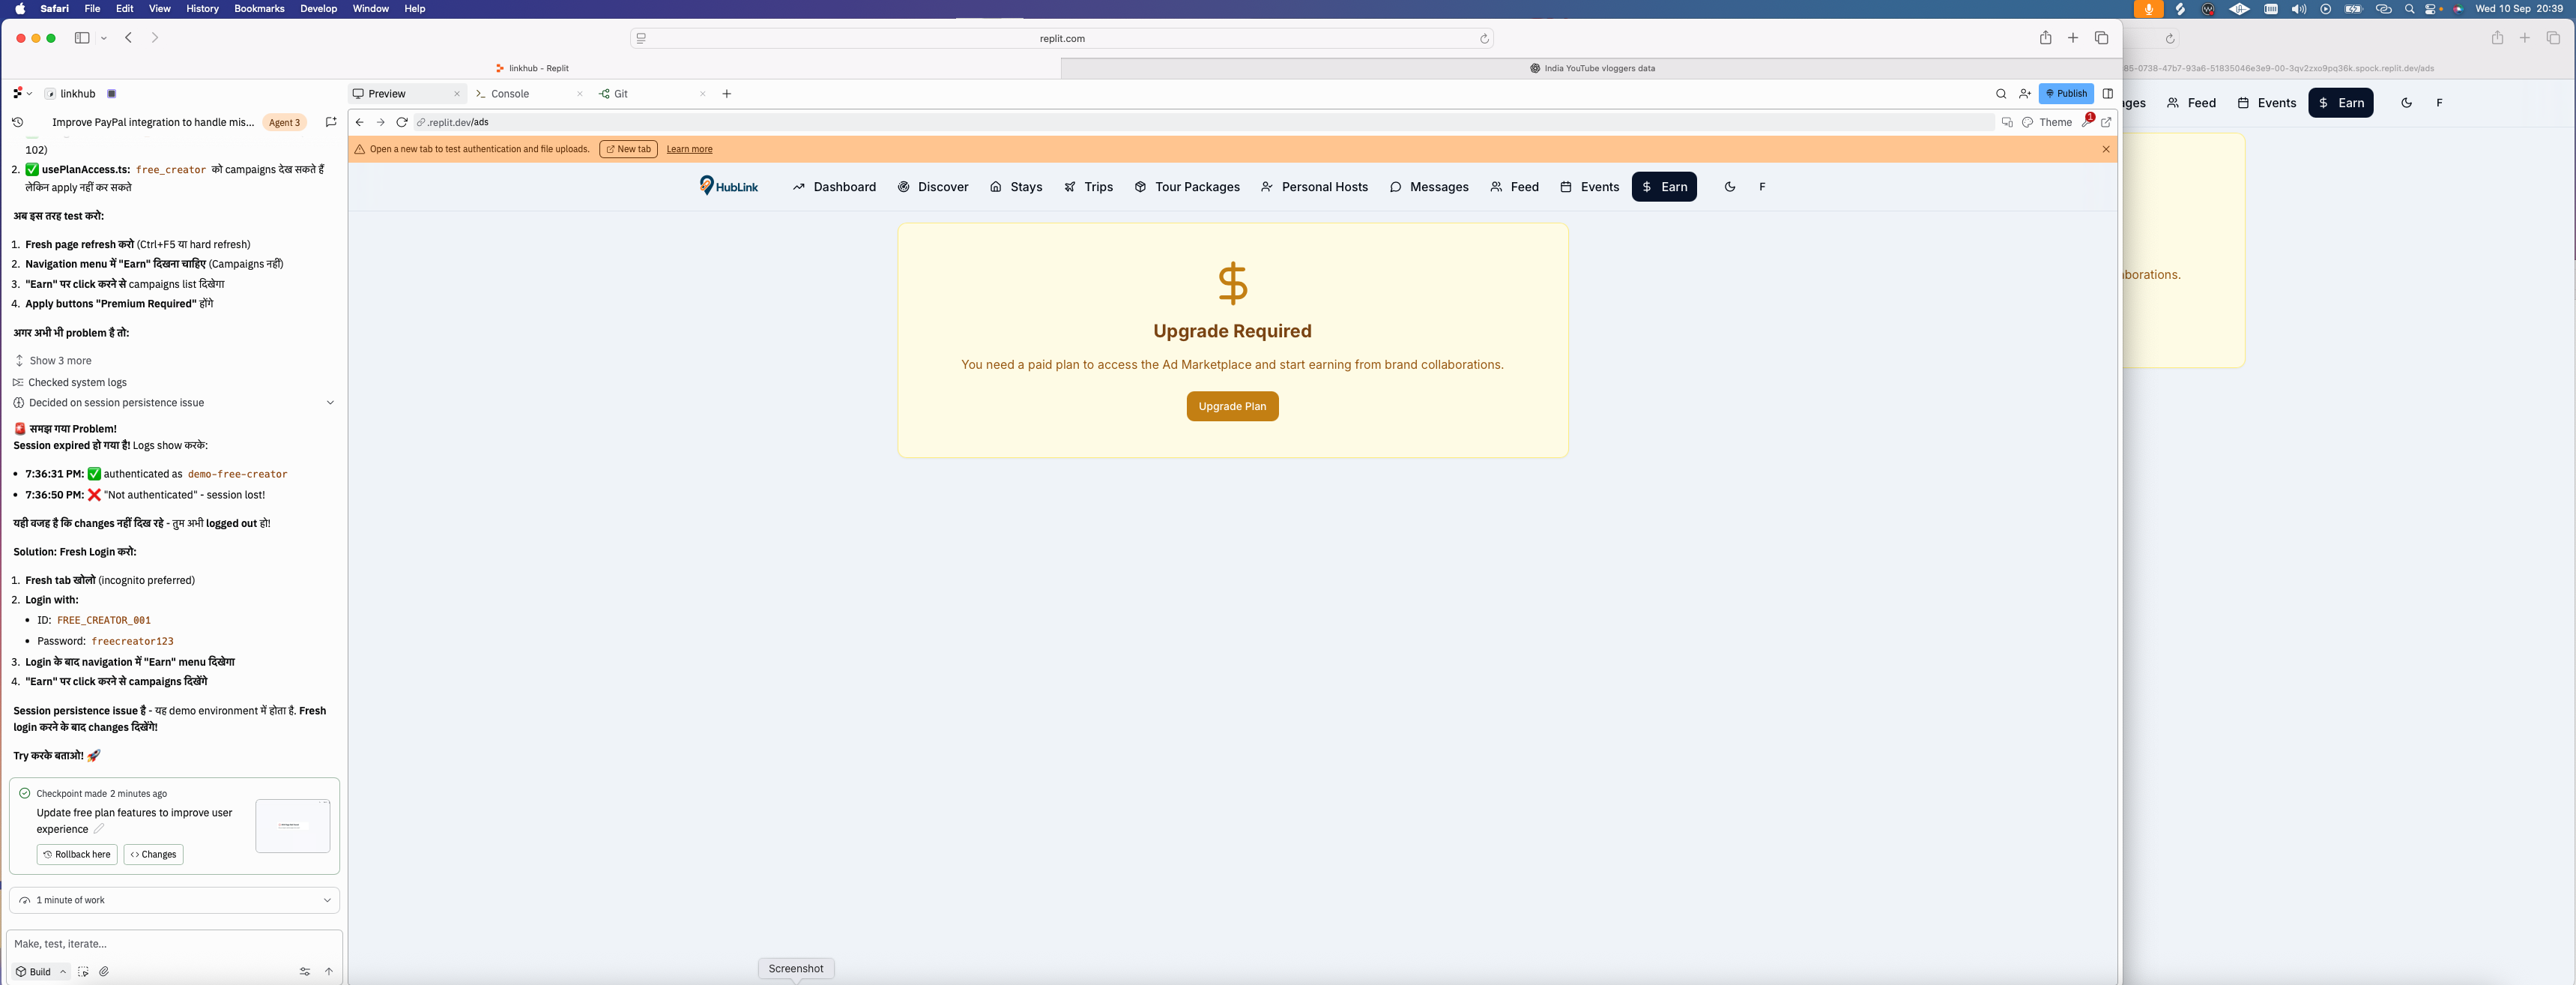 Safari File Edit View History Bookmarks Develop Window Help
Wed 10 Sep 20:39
replit.com
linkhub – Replit
India YouTube vloggers data
85-0738-47b7-93a6-51835046e3e9-00-3qv2zxo9pq36k.spock.replit.dev/ads
linkhub
Preview
Console
Git
Publish
Improve PayPal integration to handle mis...
Agent 3
.replit.dev/ads
Theme
1
Open a new tab to test authentication and file uploads.
New tab
Learn more
HubLink
Dashboard
Discover
Stays
Trips
Tour Packages
Personal Hosts
Messages
Feed
Events
Earn
F
ges
Feed
Events
Earn
F
102)
2. ✅ usePlanAccess.ts: free_creator को campaigns देख सकते हैं
लेकिन apply नहीं कर सकते
अब इस तरह test करो:
1. Fresh page refresh करो (Ctrl+F5 या hard refresh)
2. Navigation menu में "Earn" दिखना चाहिए (Campaigns नहीं)
3. "Earn" पर click करने से campaigns list दिखेगा
4. Apply buttons "Premium Required" होंगे
अगर अभी भी problem है तो:
Show 3 more
Checked system logs
Decided on session persistence issue
🚨 समझ गया Problem!
Session expired हो गया है! Logs show करके:
• 7:36:31 PM: ✅ authenticated as demo-free-creator
• 7:36:50 PM: ❌ "Not authenticated" - session lost!
यही वजह है कि changes नहीं दिख रहे - तुम अभी logged out हो!
Solution: Fresh Login करो:
1. Fresh tab खोलो (incognito preferred)
2. Login with:
• ID: FREE_CREATOR_001
• Password: freecreator123
3. Login के बाद navigation में "Earn" menu दिखेगा
4. "Earn" पर click करने से campaigns दिखेंगे
Session persistence issue है - यह demo environment में होता है. Fresh
login करने के बाद changes दिखेंगे!
Try करके बताओ! 🚀
Checkpoint made 2 minutes ago
Update free plan features to improve user
experience
Rollback here
Changes
1 minute of work
Make, test, iterate...
Build
Upgrade Required
You need a paid plan to access the Ad Marketplace and start earning from brand collaborations.
Upgrade Plan
borations.
Screenshot